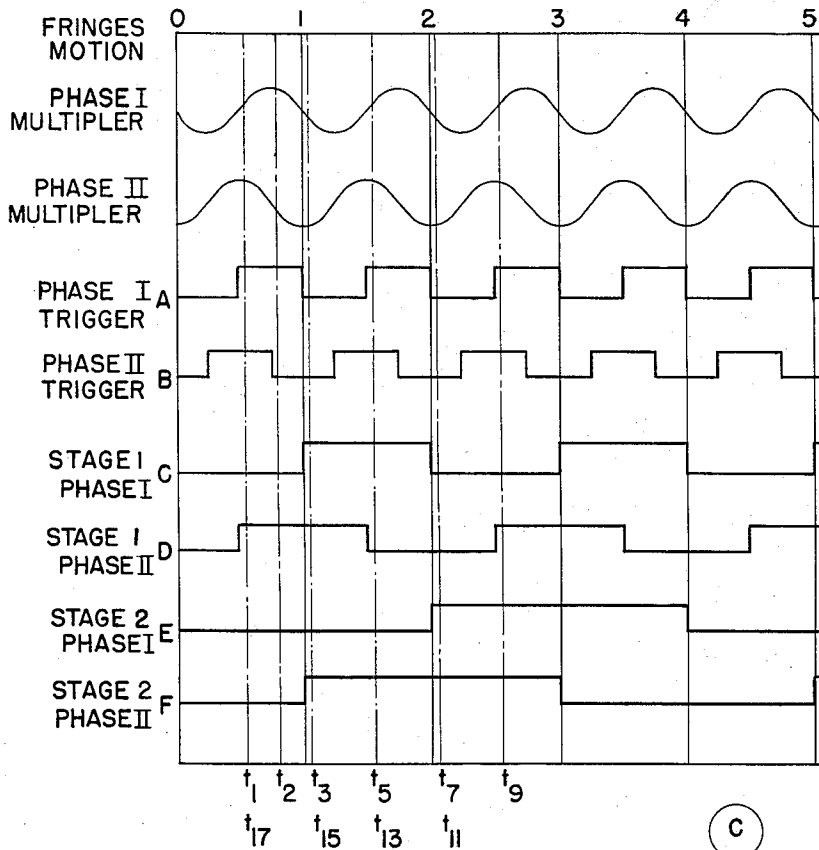 0 1 2 3 4 5
FRINGES
MOTION
PHASE I
MULTIPLER
PHASE II
MULTIPLER
PHASE I A
TRIGGER
PHASE II B
TRIGGER
STAGE 1 C
PHASE I
STAGE 1 D
PHASE II
STAGE 2 E
PHASE I
STAGE 2 F
PHASE II
t1 t2 t3 t5 t7 t9
t17 t15 t13 t11
C